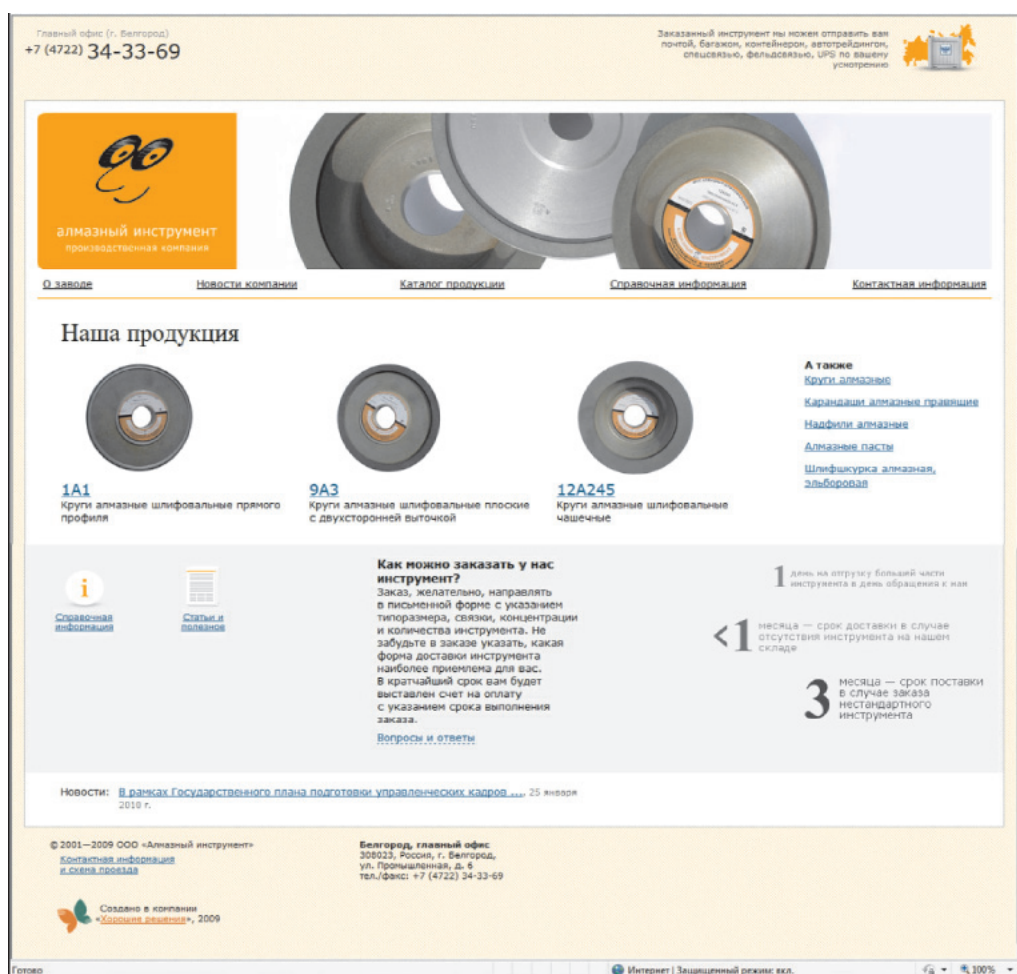 Главный офис (г. Белгород)
+7 (4722) 34-33-69
Заказанный инструмент мы можем отправить вам
почтой, багажом, контейнером, автотрейдингом,
спецсвязью, фельдсвязью, UPS по вашему
усмотрению
алмазный инструмент
производственная компания
О заводе
Новости компании
Каталог продукции
Справочная информация
Контактная информация
Наша продукция
1А1
Круги алмазные шлифовальные прямого
профиля
9А3
Круги алмазные шлифовальные плоские
с двухсторонней выточкой
12А245
Круги алмазные шлифовальные
чашечные
А также
Круги алмазные
Карандаши алмазные правящие
Надфили алмазные
Алмазные пасты
Шлифшкурка алмазная,
эльборовая
i
Справочная
информация
Статьи и
полезное
Как можно заказать у нас
инструмент?
Заказ, желательно, направлять
в письменной форме с указанием
типоразмера, связки, концентрации
и количества инструмента. Не
забудьте в заказе указать, какая
форма доставки инструмента
наиболее приемлема для вас.
В кратчайший срок вам будет
выставлен счет на оплату
с указанием срока выполнения
заказа.
Вопросы и ответы
1 день на отгрузку большей части
инструмента в день обращения к нам
<1 месяца — срок доставки в случае
отсутствия инструмента на нашем
складе
3 месяца — срок поставки
в случае заказа
нестандартного
инструмента
Новости: В рамках Государственного плана подготовки управленческих кадров ..., 25 января
2010 г.
© 2001—2009 ООО «Алмазный инструмент»
Контактная информация
и схема проезда
Белгород, главный офис
308023, Россия, г. Белгород,
ул. Промышленная, д. 6
тел./факс: +7 (4722) 34-33-69
Создано в компании
«Хорошие решения», 2009
Готово
Интернет | Защищенный режим: вкл.
100%